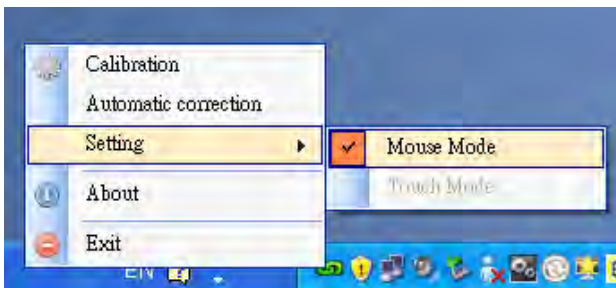 Calibration
Automatic correction
Setting
Mouse Mode
Touch Mode
About
Exit
EN